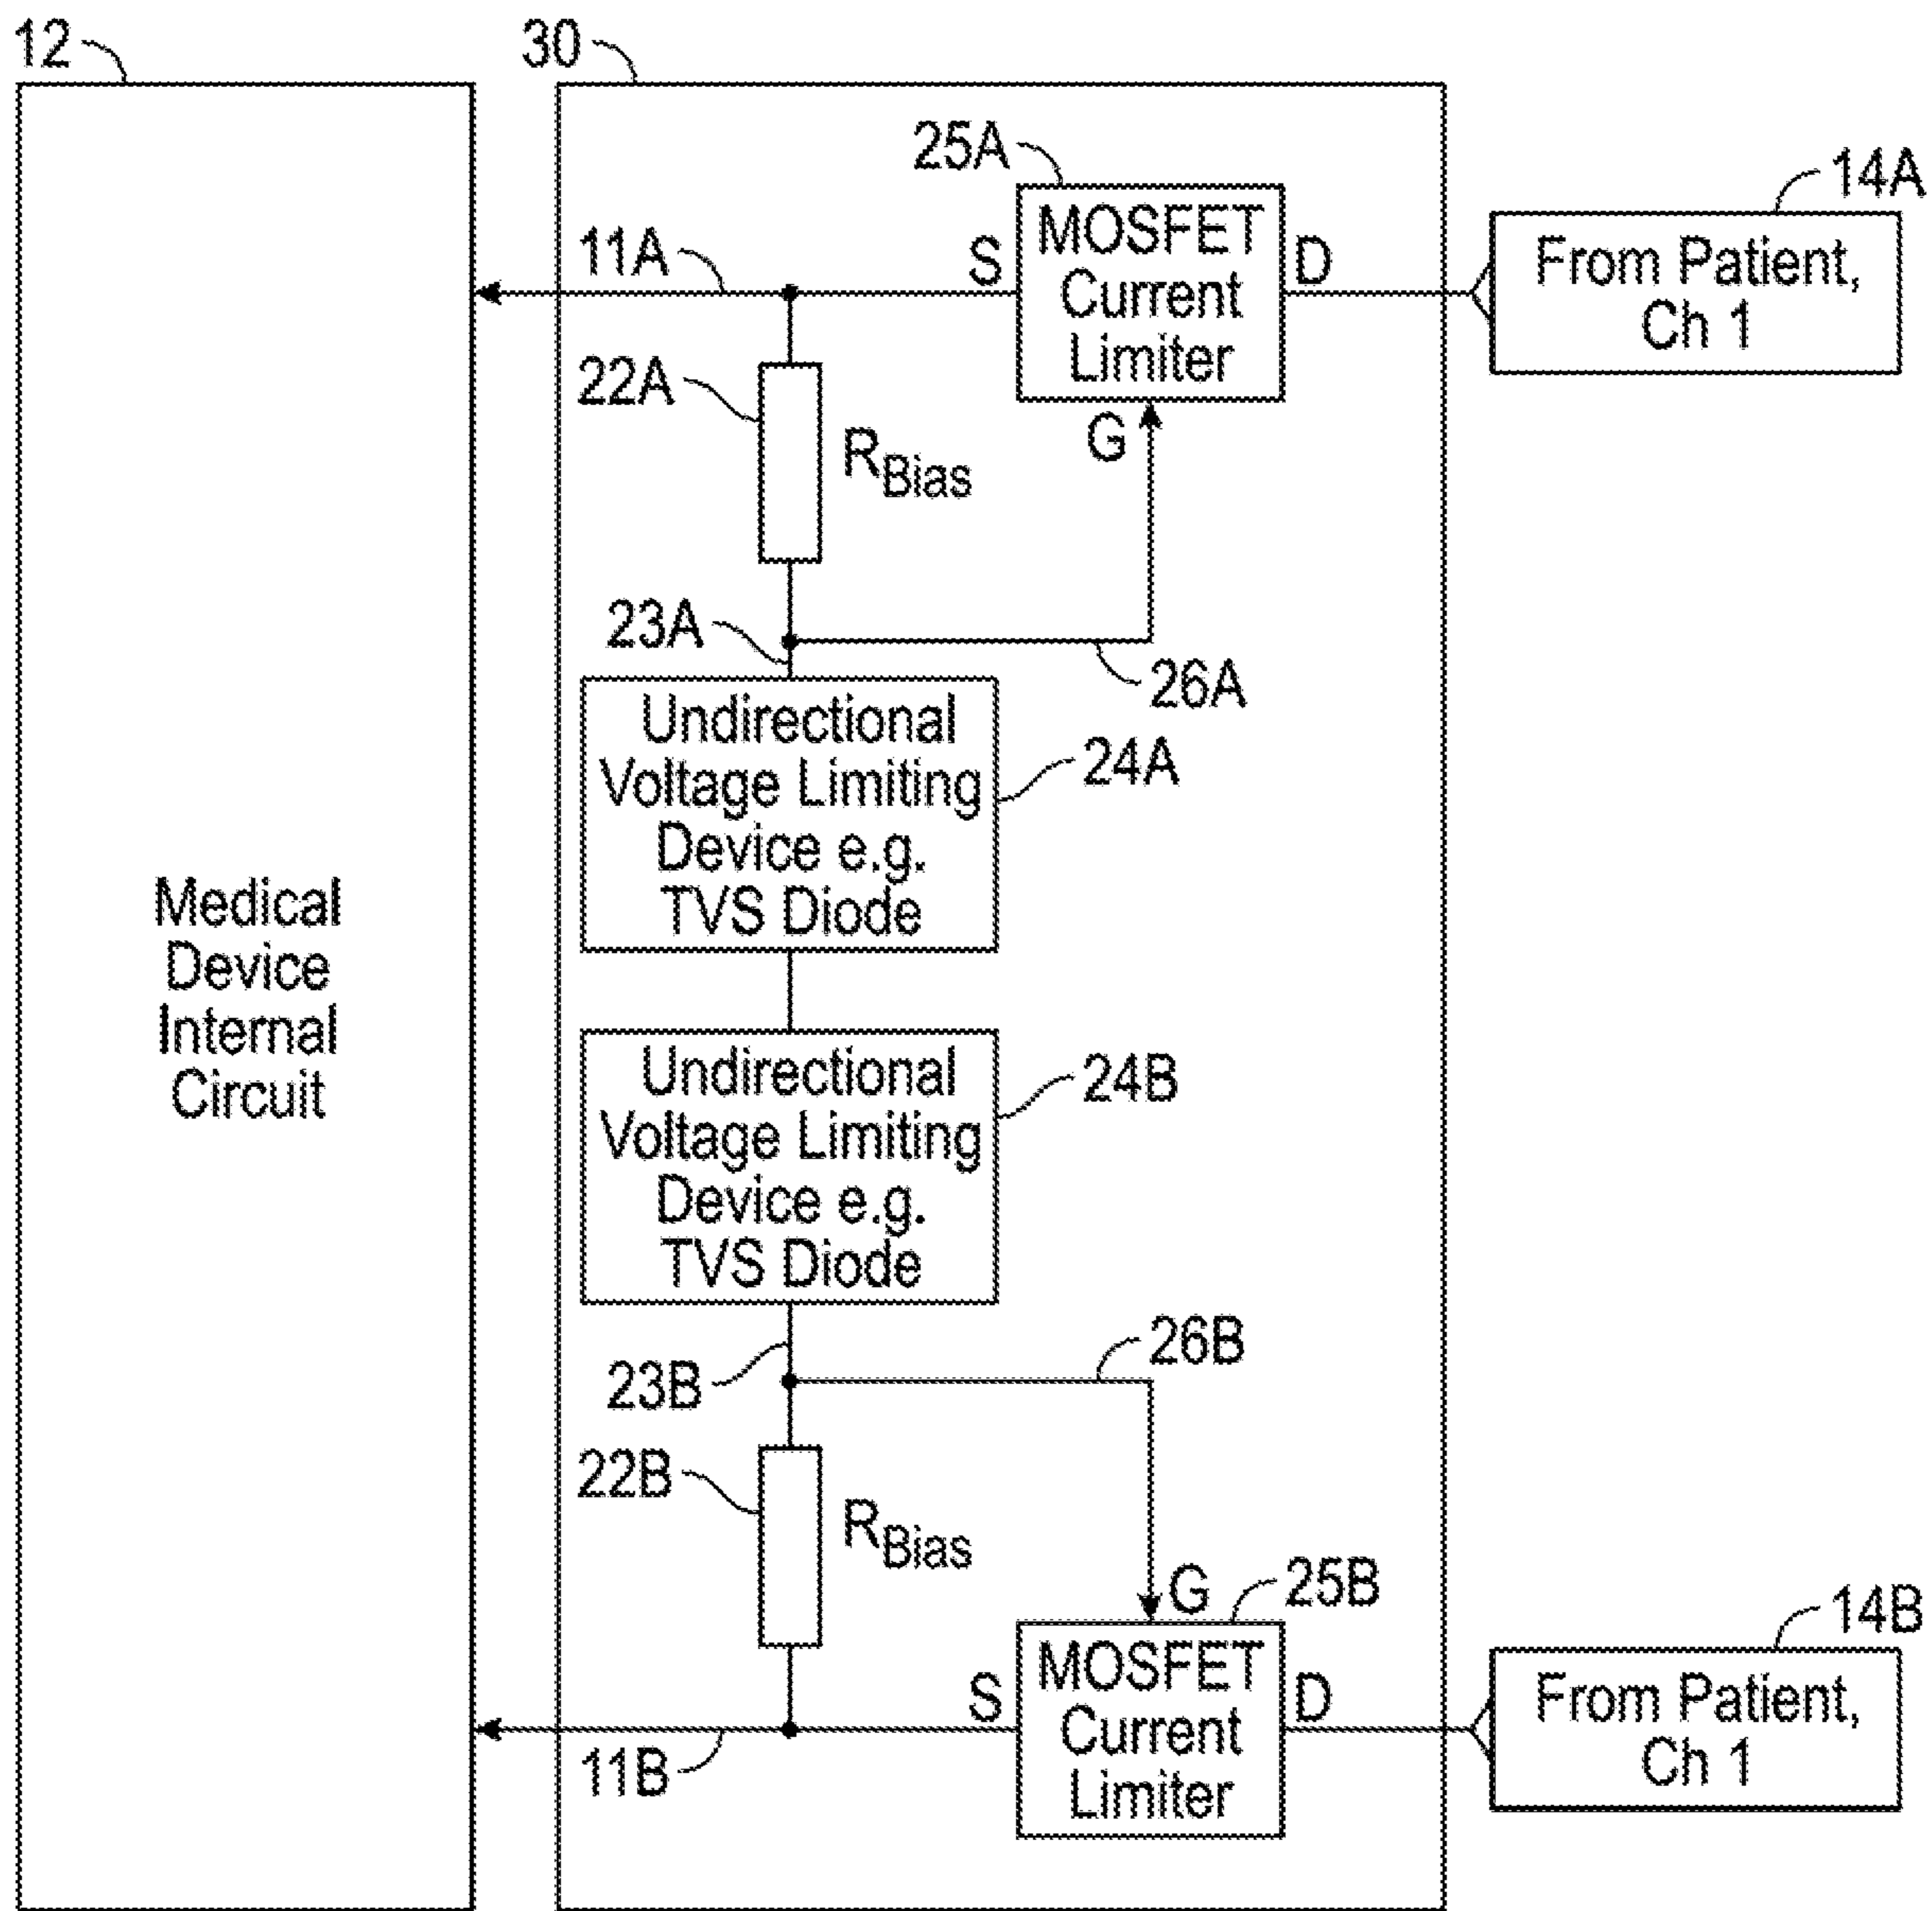 12
30
25A
14A
MOSFET
Current
Limiter
From Patient,
Ch 1
11A
S
D
G
22A
RBias
23A
26A
Undirectional
Voltage Limiting
Device e.g.
TVS Diode
24A
Medical
Device
Internal
Circuit
Undirectional
Voltage Limiting
Device e.g.
TVS Diode
24B
23B
26B
22B
RBias
G
25B
14B
S
D
MOSFET
Current
Limiter
From Patient,
Ch 1
11B